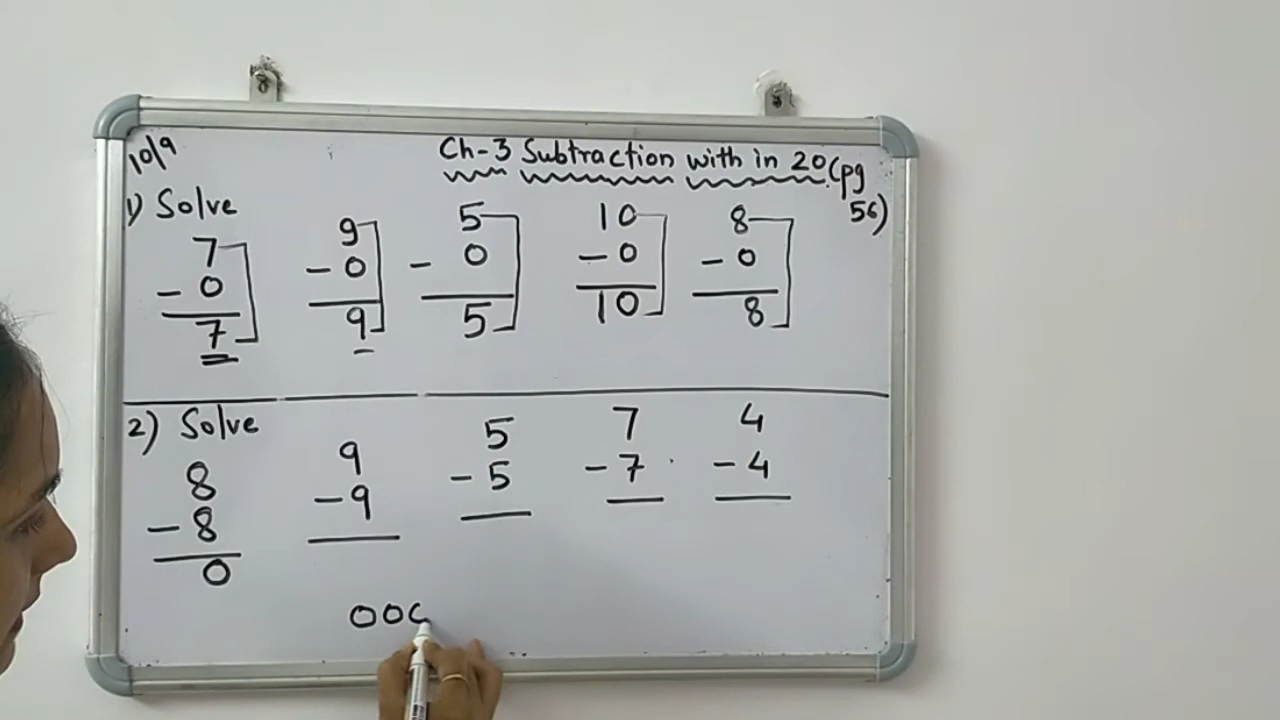 10/9
Ch-3 Subtraction with in 20 (pg 56)
1) Solve
7 9 5 10 8
- 0 - 0 - 0 - 0 - 0
7 9 5 10 8
2) Solve
8 9 5 7 4
- 8 - 9 - 5 - 7 - 4
0